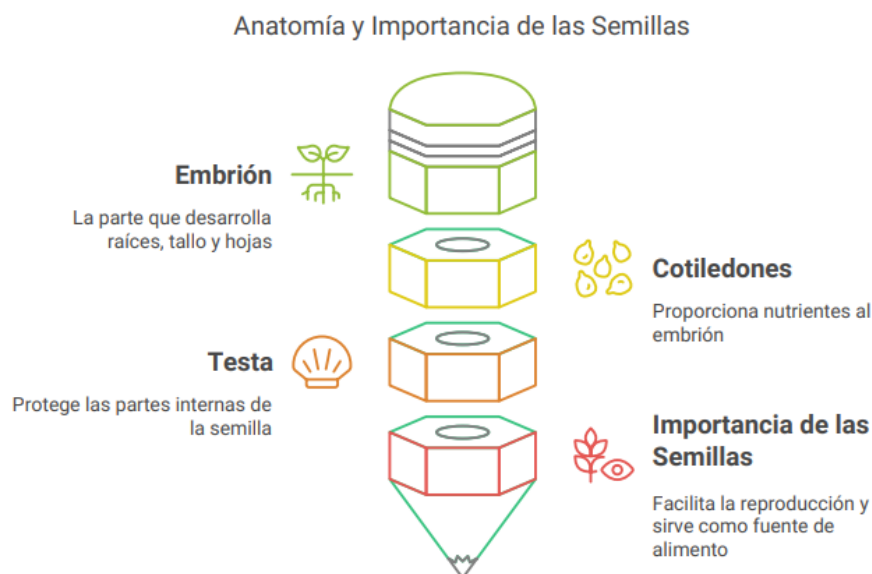 Anatomía y Importancia de las Semillas
Embrión
La parte que desarrolla
raíces, tallo y hojas
Cotiledones
Proporciona nutrientes al
embrión
Testa
Protege las partes internas de
la semilla
Importancia de las
Semillas
Facilita la reproducción y
sirve como fuente de
alimento